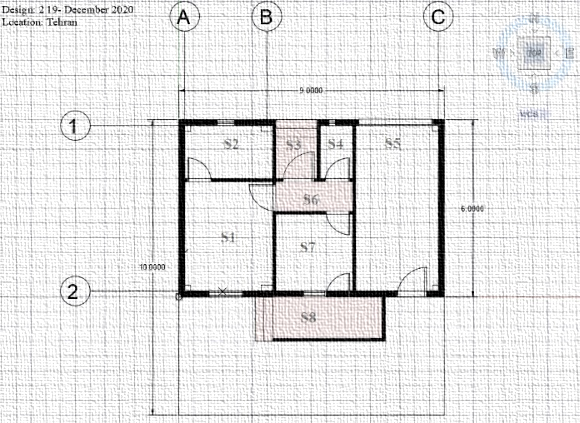 Design: 2 19- December 2020
Location: Tehran
A
B
C
N
W
TOP
E
S
9.0000
1
S2
S3
S4
S5
S6
6.0000
S1
S7
10.0000
2
S8